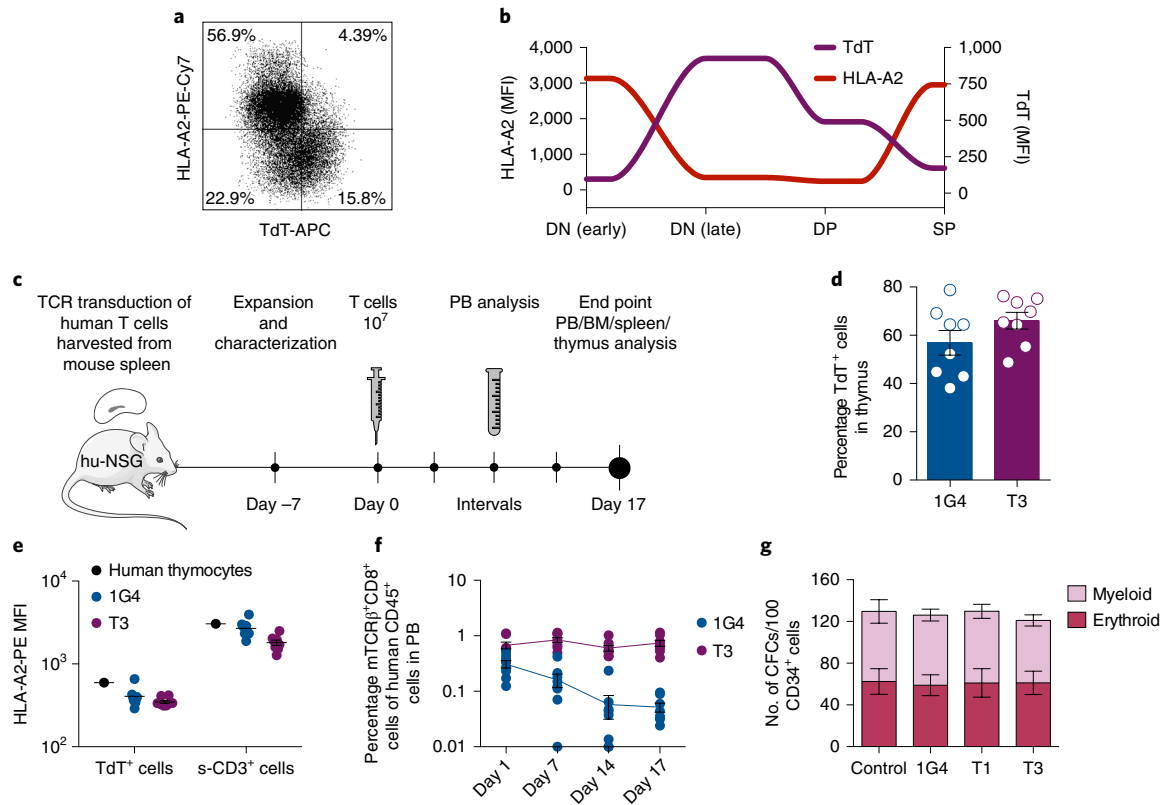 a
56.9%
4.39%
22.9%
15.8%
HLA-A2-PE-Cy7
TdT-APC
b
4,000
3,000
2,000
1,000
0
HLA-A2 (MFI)
TdT
HLA-A2
1,000
750
500
250
0
TdT (MFI)
DN (early)
DN (late)
DP
SP
c
TCR transduction of
human T cells
harvested from
mouse spleen
Expansion
and
characterization
T cells
10⁷
PB analysis
End point
PB/BM/spleen/
thymus analysis
hu-NSG
Day –7
Day 0
Intervals
Day 17
d
Percentage TdT⁺ cells
in thymus
80
60
40
20
0
1G4
T3
e
HLA-A2-PE MFI
10⁴
10³
10²
Human thymocytes
1G4
T3
TdT⁺ cells
s-CD3⁺ cells
f
Percentage mTCRβ⁺CD8⁺
cells of human CD45⁺
cells in PB
10
1
0.1
0.01
1G4
T3
Day 1
Day 7
Day 14
Day 17
g
No. of CFCs/100
CD34⁺ cells
160
120
80
40
0
Myeloid
Erythroid
Control
1G4
T1
T3